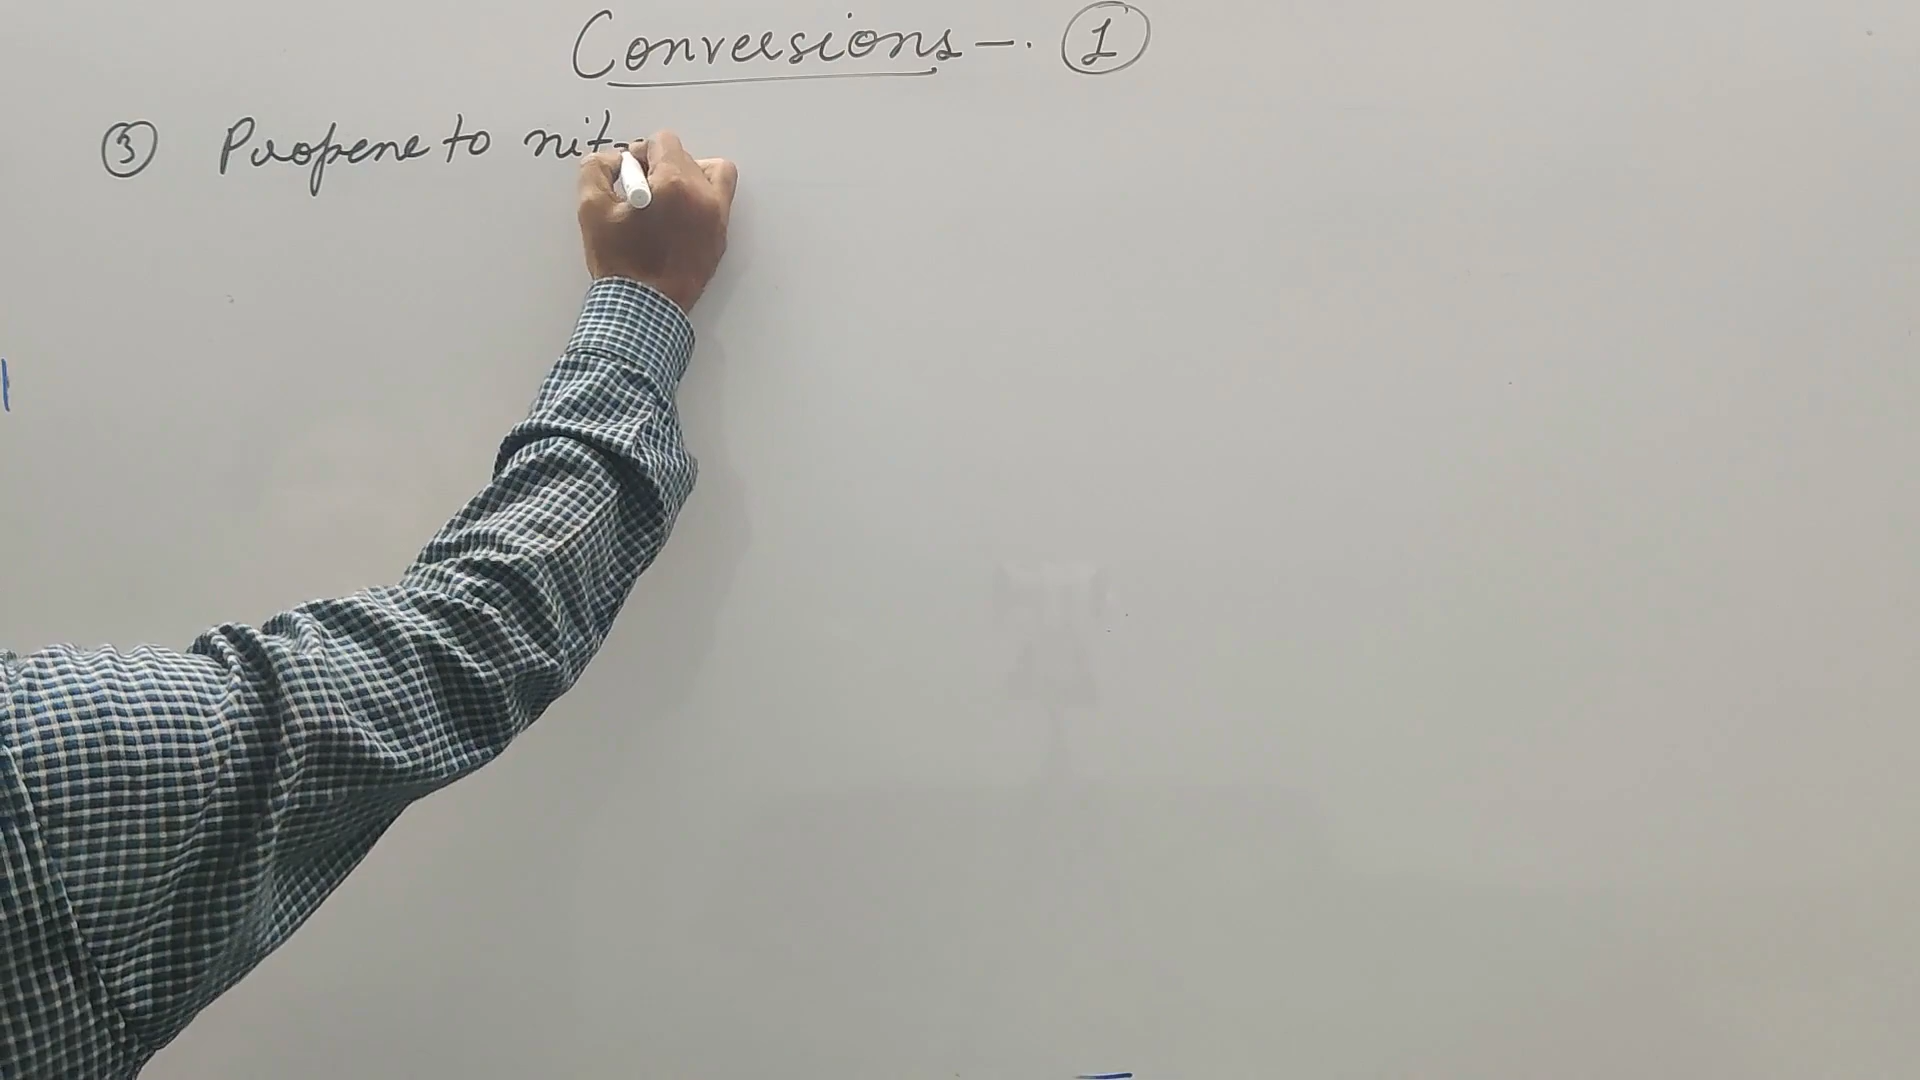 Conversions - . ①
③ Propene to nit